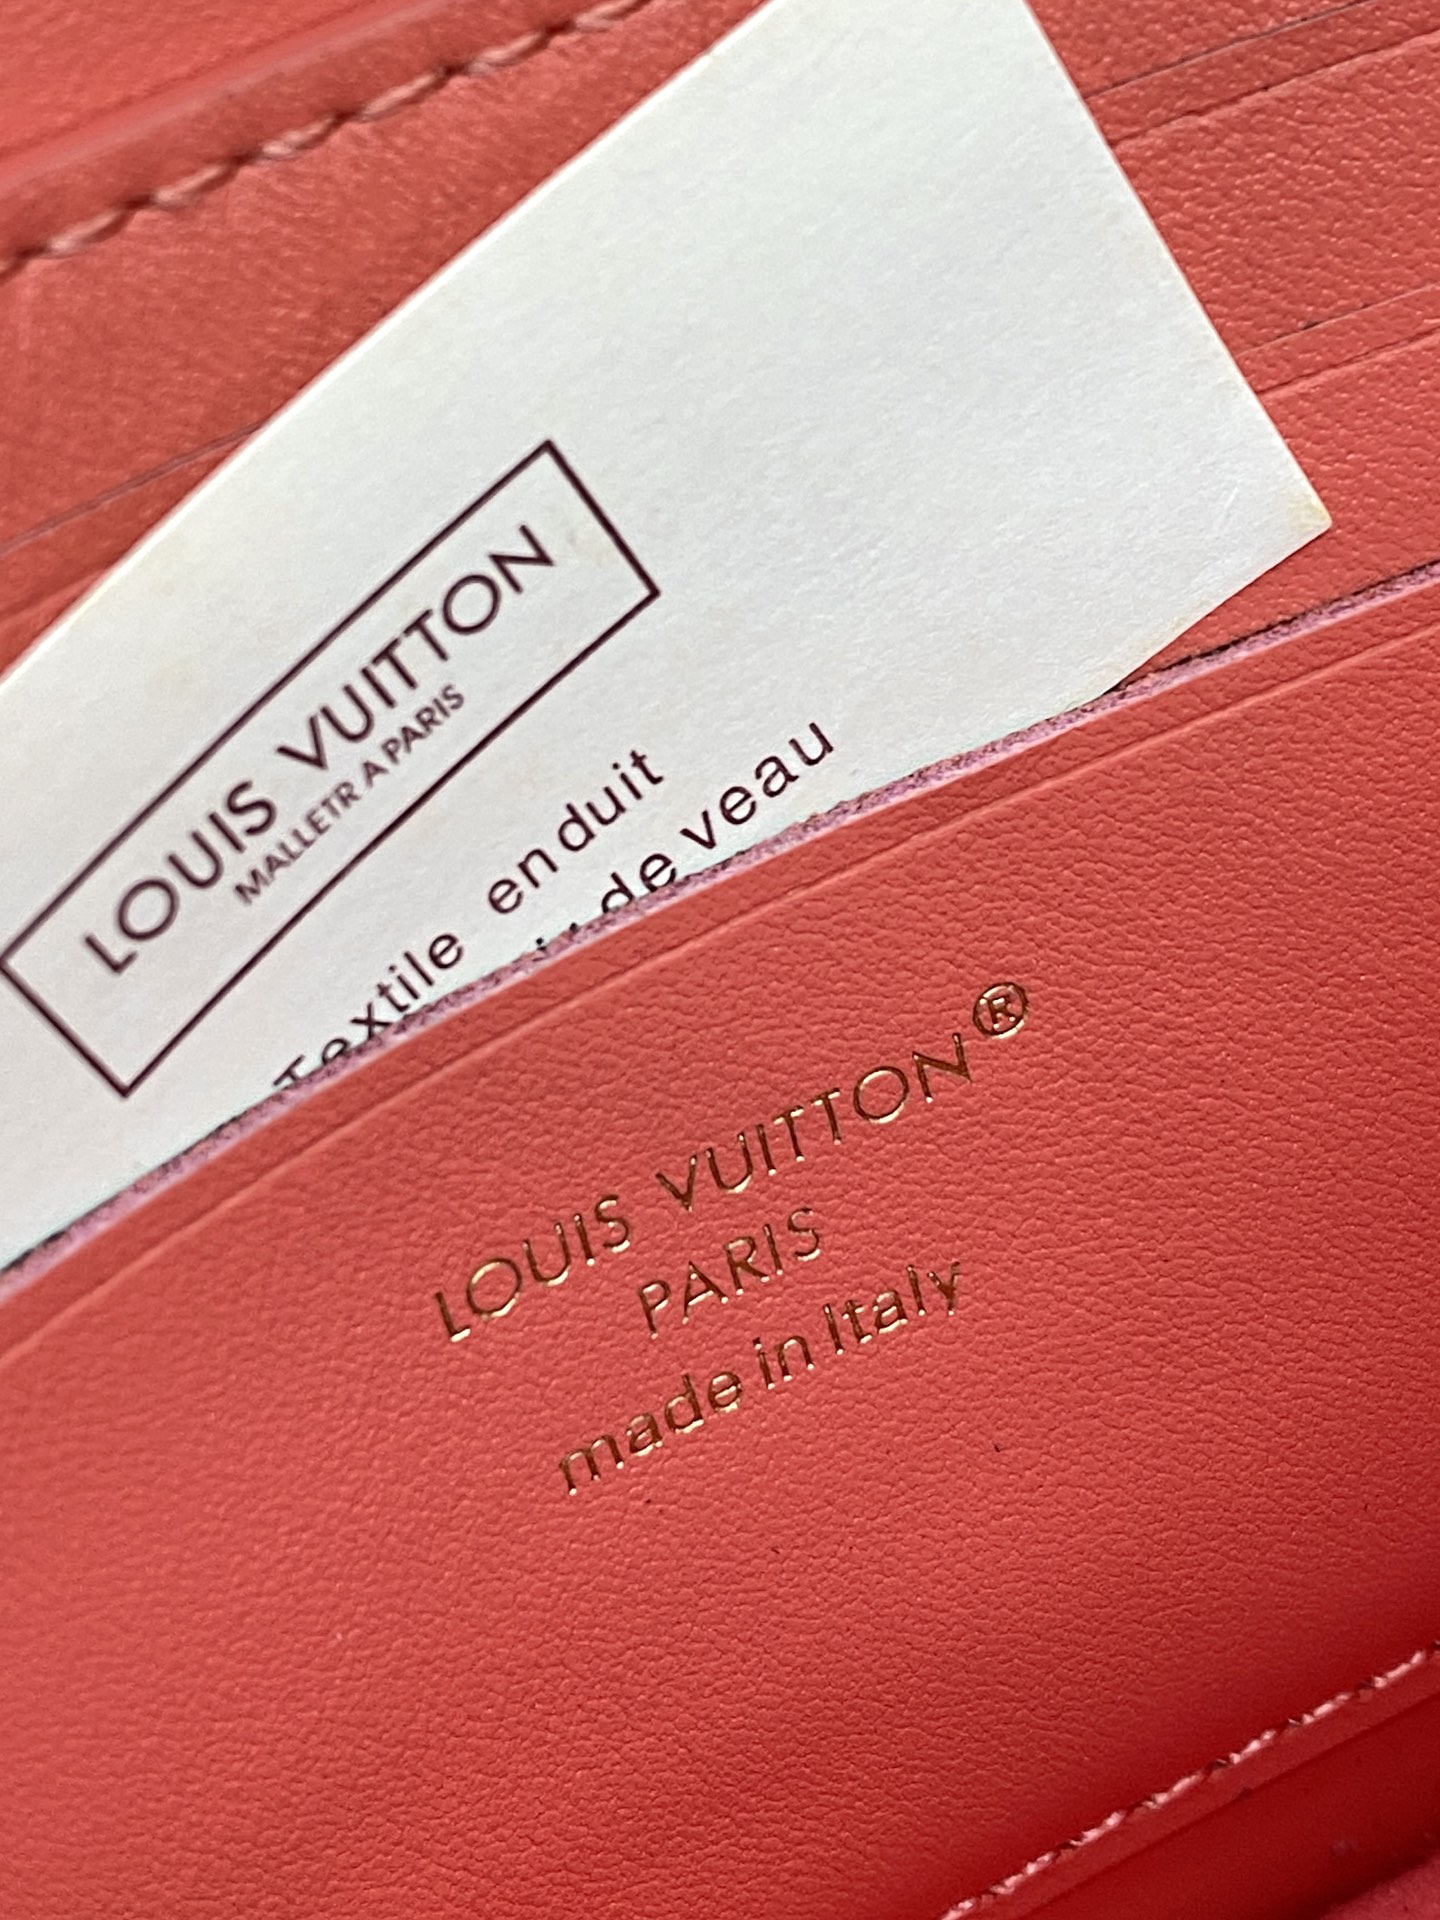 LOUIS VUITTON
MALLETR A PARIS
Textile enduit
de veau
LOUIS VUITTON®
PARIS
made in Italy